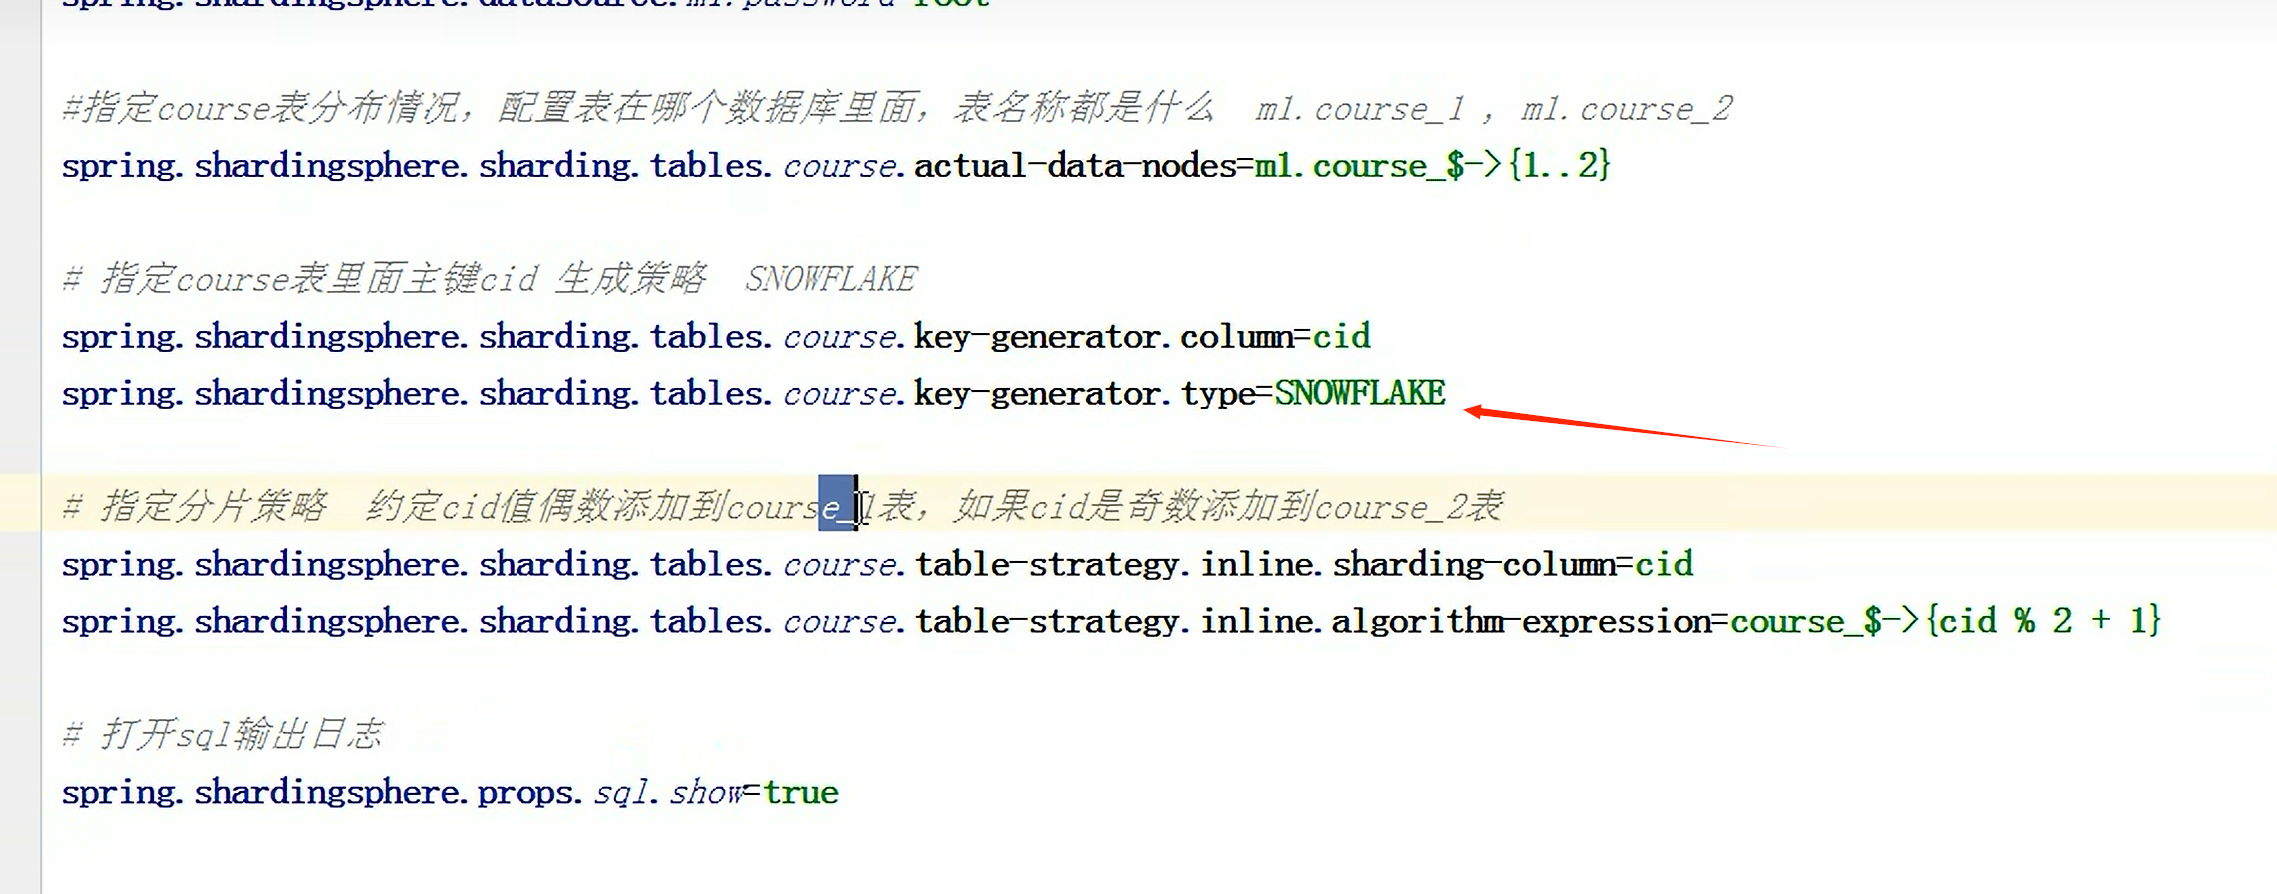 spring.shardingsphere.datasource.m1.password=root
#指定course表分布情况，配置表在哪个数据库里面，表名称都是什么 m1.course_1 , m1.course_2
spring.shardingsphere.sharding.tables.course.actual-data-nodes=m1.course_$->{1..2}
# 指定course表里面主键cid 生成策略 SNOWFLAKE
spring.shardingsphere.sharding.tables.course.key-generator.column=cid
spring.shardingsphere.sharding.tables.course.key-generator.type=SNOWFLAKE
# 指定分片策略 约定cid值偶数添加到course_1表，如果cid是奇数添加到course_2表
spring.shardingsphere.sharding.tables.course.table-strategy.inline.sharding-column=cid
spring.shardingsphere.sharding.tables.course.table-strategy.inline.algorithm-expression=course_$->{cid % 2 + 1}
# 打开sql输出日志
spring.shardingsphere.props.sql.show=true